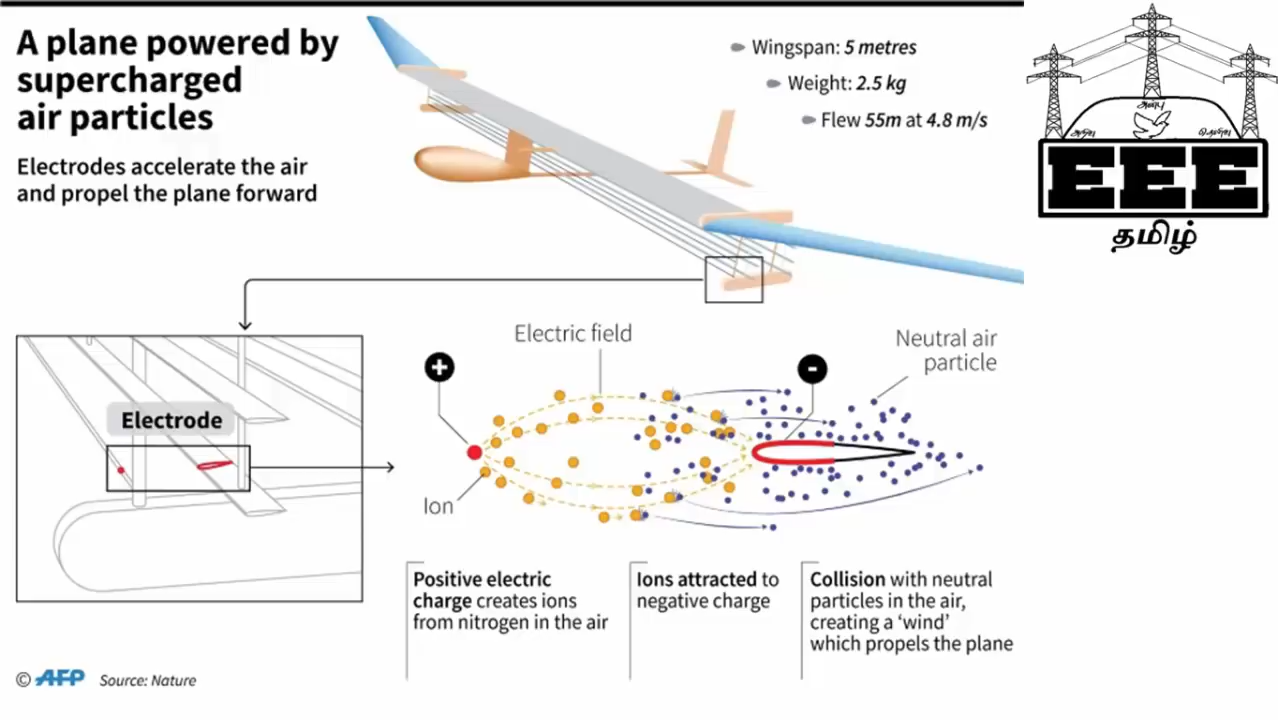 A plane powered by
supercharged
air particles
Electrodes accelerate the air
and propel the plane forward
Wingspan: 5 metres
Weight: 2.5 kg
Flew 55m at 4.8 m/s
அன்பு
அறிவு
EEE
தமிழ்
Electrode
Electric field
Neutral air
particle
+
-
Ion
Positive electric
charge creates ions
from nitrogen in the air
Ions attracted to
negative charge
Collision with neutral
particles in the air,
creating a ‘wind’
which propels the plane
© AFP Source: Nature